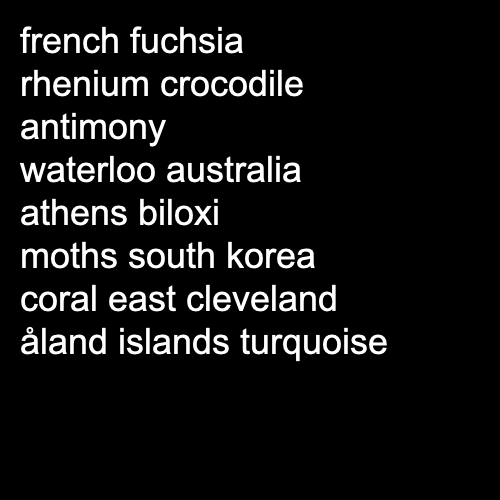 french fuchsia
rhenium crocodile
antimony
waterloo australia
athens biloxi
moths south korea
coral east cleveland
åland islands turquoise